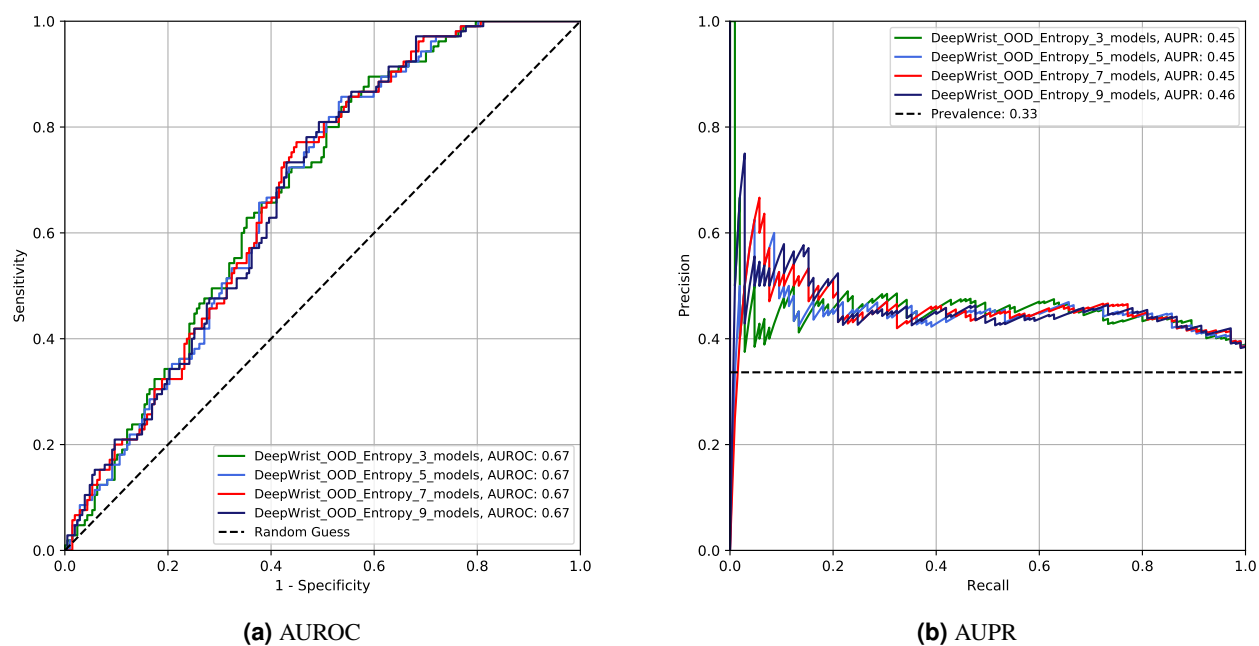 1.0
0.8
0.6
0.4
0.2
0.0
Sensitivity
0.0 0.2 0.4 0.6 0.8 1.0
1 - Specificity
DeepWrist_OOD_Entropy_3_models, AUROC: 0.67
DeepWrist_OOD_Entropy_5_models, AUROC: 0.67
DeepWrist_OOD_Entropy_7_models, AUROC: 0.67
DeepWrist_OOD_Entropy_9_models, AUROC: 0.67
Random Guess
(a) AUROC
1.0
0.8
0.6
0.4
0.2
0.0
Precision
DeepWrist_OOD_Entropy_3_models, AUPR: 0.45
DeepWrist_OOD_Entropy_5_models, AUPR: 0.45
DeepWrist_OOD_Entropy_7_models, AUPR: 0.45
DeepWrist_OOD_Entropy_9_models, AUPR: 0.46
Prevalence: 0.33
0.0 0.2 0.4 0.6 0.8 1.0
Recall
(b) AUPR